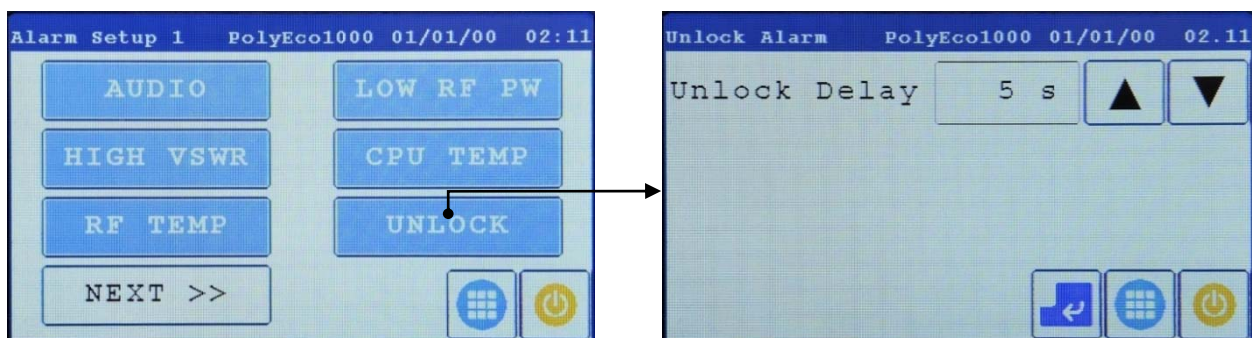 Alarm Setup 1 PolyEco1000 01/01/00 02:11
AUDIO LOW RF PW
HIGH VSWR CPU TEMP
RF TEMP UNLOCK
NEXT >>
Unlock Alarm PolyEco1000 01/01/00 02.11
Unlock Delay 5 s ▲ ▼